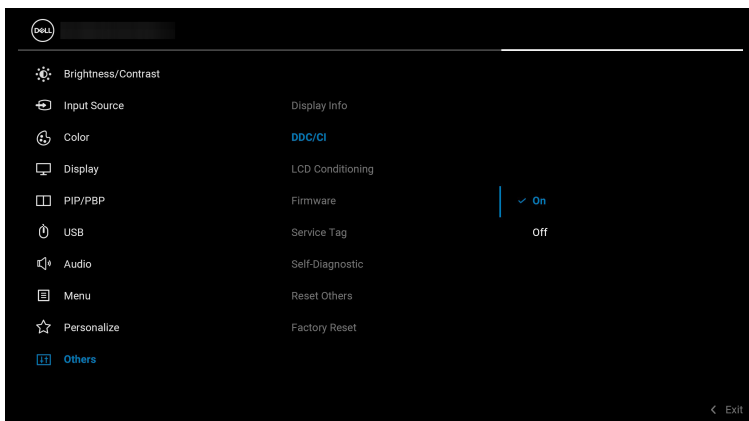 DELL
Brightness/Contrast
Input Source
Display Info
Color
DDC/CI
Display
LCD Conditioning
PIP/PBP
Firmware
On
USB
Service Tag
Off
Audio
Self-Diagnostic
Menu
Reset Others
Personalize
Factory Reset
Others
Exit